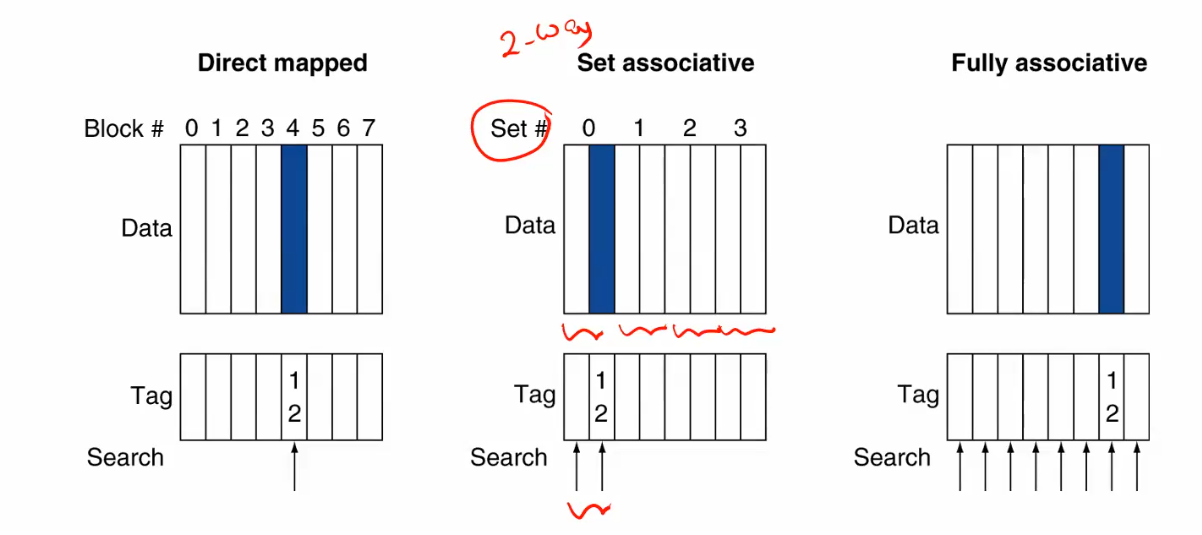 2-way
Direct mapped
Set associative
Fully associative
Block # 0 1 2 3 4 5 6 7
Set # 0 1 2 3
Data
Data
Data
Tag
1
2
Tag
1
2
Tag
1
2
Search
Search
Search